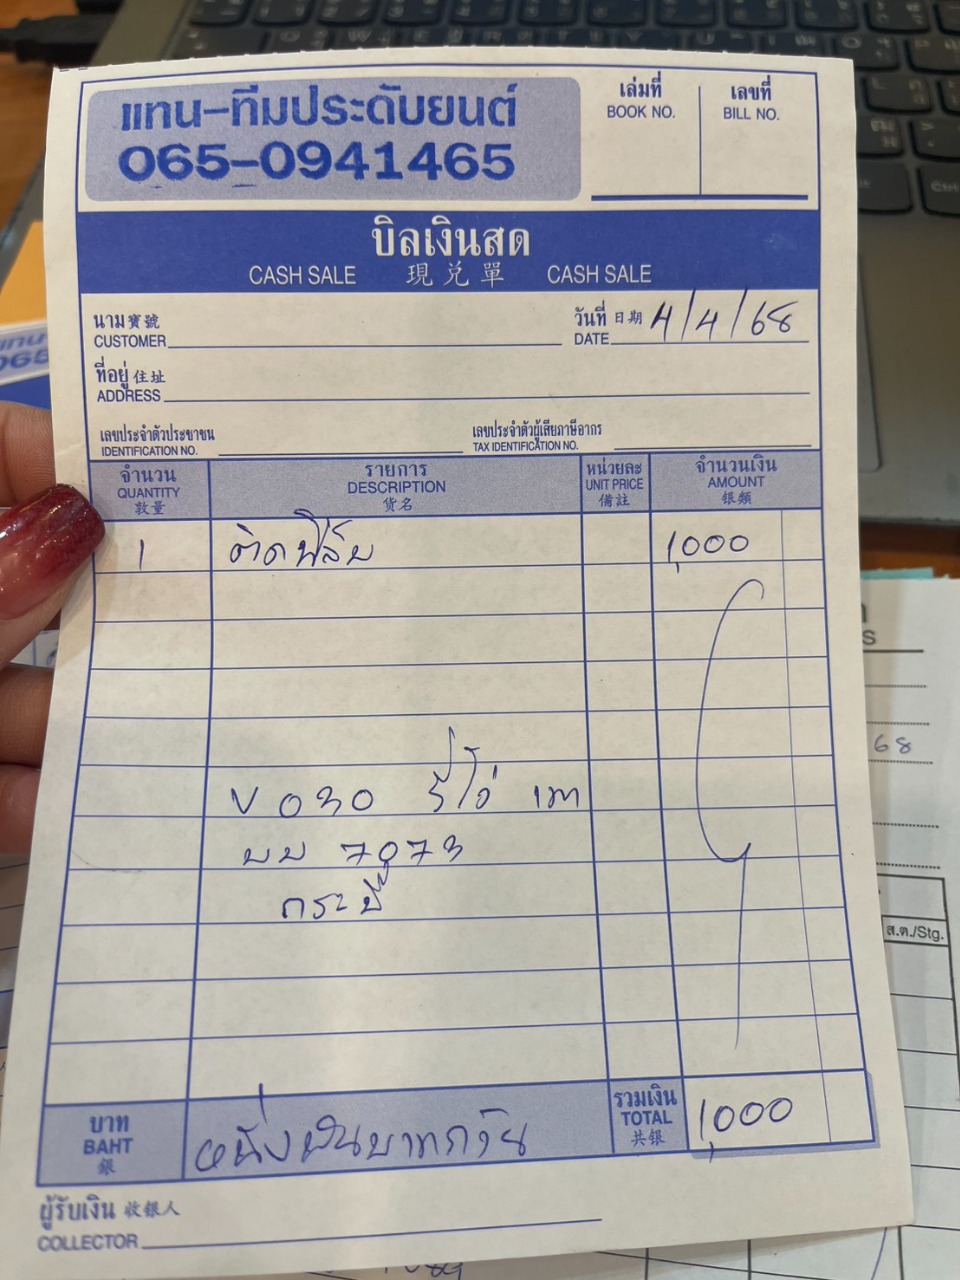 แทน-ทีมประดับยนต์
065-0941465
เล่มที่
BOOK NO.
เลขที่
BILL NO.
บิลเงินสด
CASH SALE 現兌單 CASH SALE
นาม寶號
CUSTOMER
วันที่ 日期 4/4/68
DATE
ที่อยู่ 住址
ADDRESS
เลขประจำตัวประชาชน
IDENTIFICATION NO.
เลขประจำตัวผู้เสียภาษีอากร
TAX IDENTIFICATION NO.
จำนวน
QUANTITY
數量
รายการ
DESCRIPTION
货名
หน่วยละ
UNIT PRICE
備註
จำนวนเงิน
AMOUNT
銀類
1 ติดฟิล์ม 1,000
V 030 รีโว่ เทา
บบ 7073
กระบี่
บาท
BAHT
銀
หนึ่งพันบาทถ้วน
รวมเงิน
TOTAL
共銀
1,000
ผู้รับเงิน 收銀人
COLLECTOR
68
ส.ต./Stg.